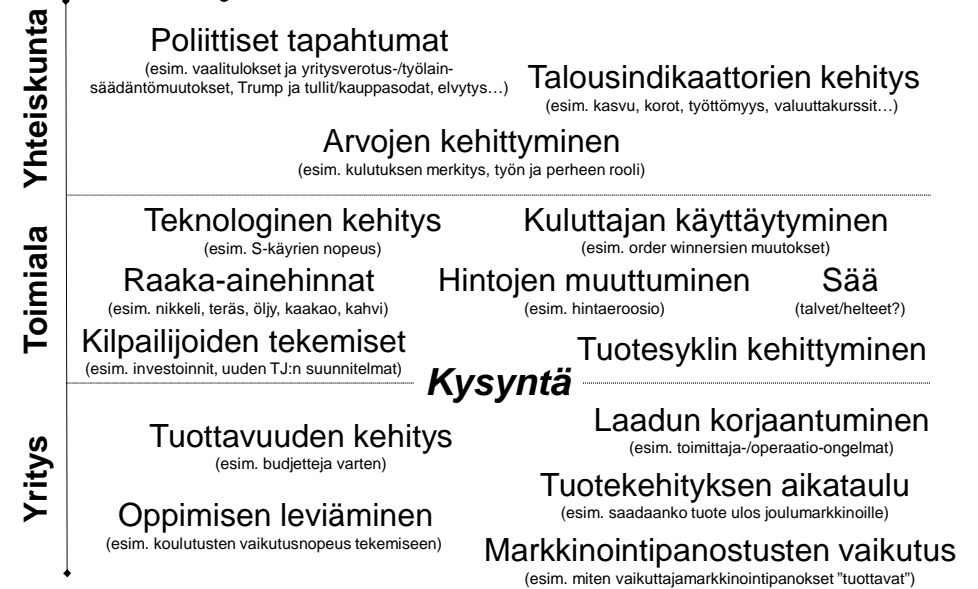 Yhteiskunta
Poliittiset tapahtumat
(esim. vaalitulokset ja yritysverotus-/työlain-
säädäntömuutokset, Trump ja tullit/kauppasodat, elvytys…)
Talousindikaattorien kehitys
(esim. kasvu, korot, työttömyys, valuuttakurssit…)
Arvojen kehittyminen
(esim. kulutuksen merkitys, työn ja perheen rooli)
Toimiala
Teknologinen kehitys
(esim. S-käyrien nopeus)
Kuluttajan käyttäytyminen
(esim. order winnersien muutokset)
Raaka-ainehinnat
(esim. nikkeli, teräs, öljy, kaakao, kahvi)
Hintojen muuttuminen
(esim. hintaeroosio)
Sää
(talvet/helteet?)
Kilpailijoiden tekemiset
(esim. investoinnit, uuden TJ:n suunnitelmat)
Tuotesyklin kehittyminen
Kysyntä
Yritys
Tuottavuuden kehitys
(esim. budjetteja varten)
Laadun korjaantuminen
(esim. toimittaja-/operaatio-ongelmat)
Tuotekehityksen aikataulu
(esim. saadaanko tuote ulos joulumarkkinoille)
Oppimisen leviäminen
(esim. koulutusten vaikutusnopeus tekemiseen)
Markkinointipanostusten vaikutus
(esim. miten vaikuttajamarkkinointipanokset ”tuottavat”)